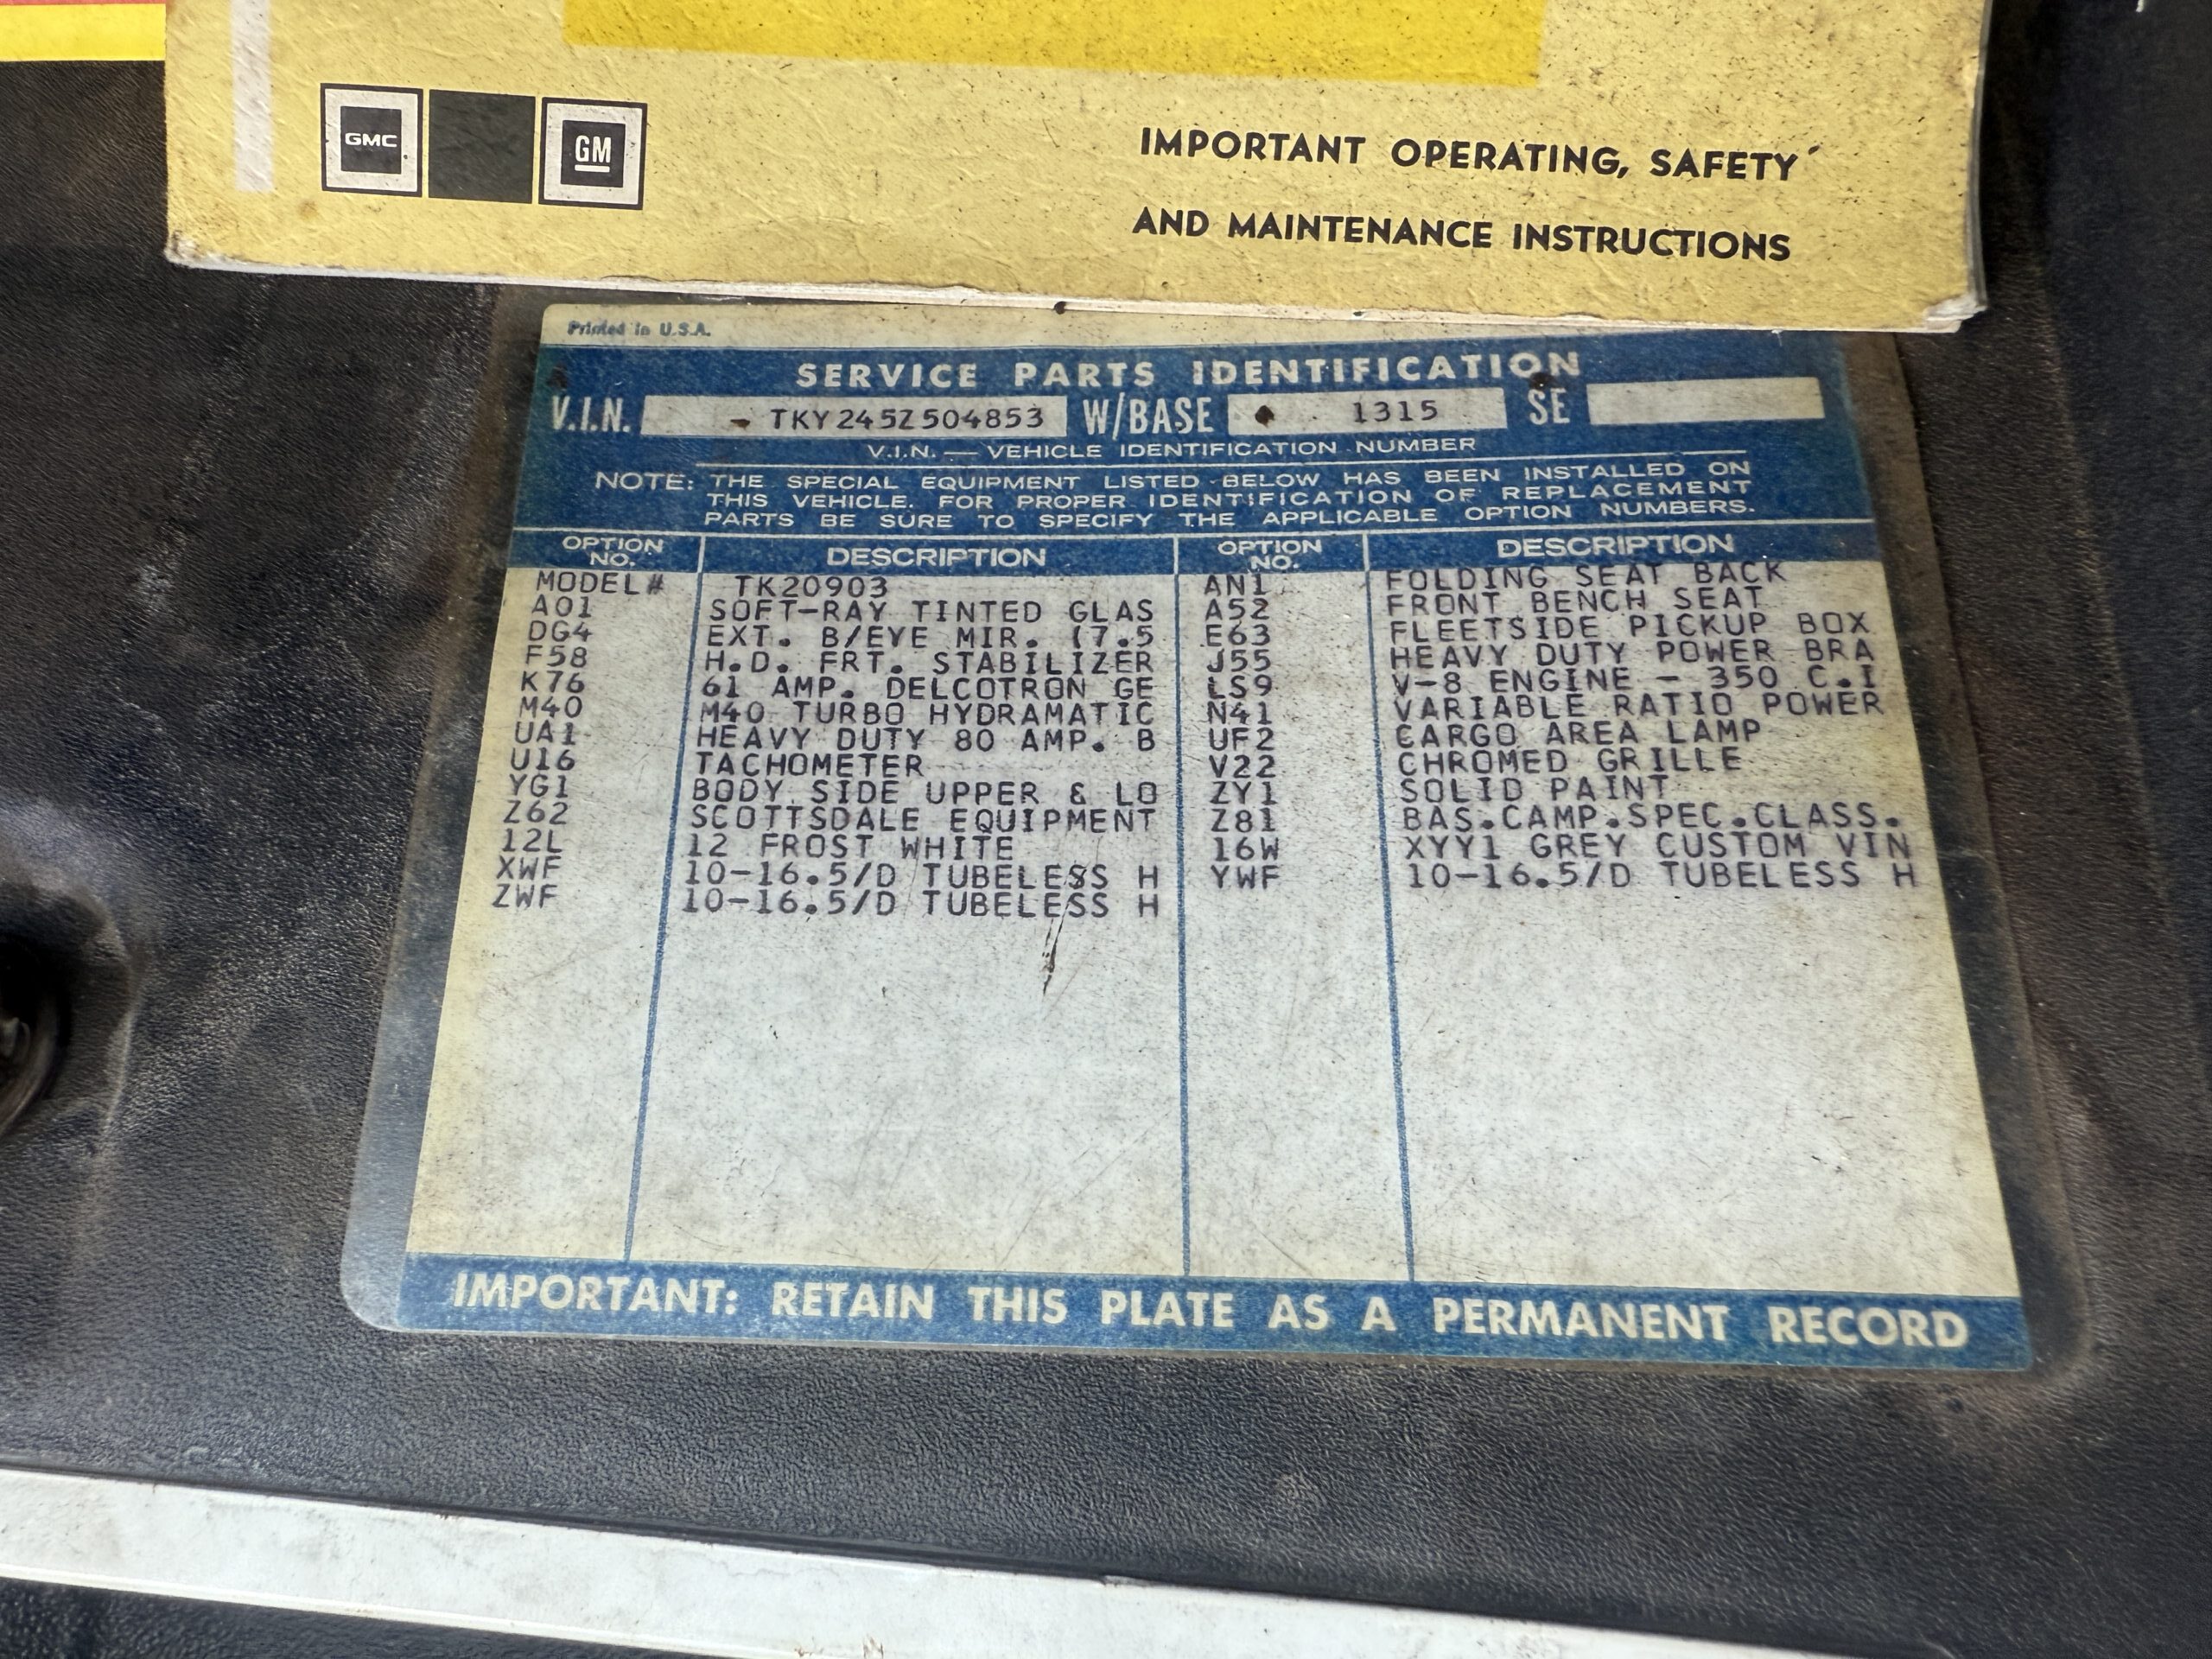 GMC GM
IMPORTANT OPERATING, SAFETY
AND MAINTENANCE INSTRUCTIONS
Printed in U.S.A.
SERVICE PARTS IDENTIFICATION
V.I.N. TKY245Z504853 W/BASE 1315 SE
V.I.N. — VEHICLE IDENTIFICATION NUMBER
NOTE: THE SPECIAL EQUIPMENT LISTED BELOW HAS BEEN INSTALLED ON
THIS VEHICLE. FOR PROPER IDENTIFICATION OF REPLACEMENT
PARTS BE SURE TO SPECIFY THE APPLICABLE OPTION NUMBERS.
OPTION NO. DESCRIPTION OPTION NO. DESCRIPTION
MODEL# TK20903 AN1 FOLDING SEAT BACK
A01 SOFT-RAY TINTED GLAS A52 FRONT BENCH SEAT
DG4 EXT. B/EYE MIR. (7.5 E63 FLEETSIDE PICKUP BOX
F58 H.D. FRT. STABILIZER J55 HEAVY DUTY POWER BRA
K76 61 AMP. DELCOTRON GE LS9 V-8 ENGINE - 350 C.I
M40 M40 TURBO HYDRAMATIC N41 VARIABLE RATIO POWER
UA1 HEAVY DUTY 80 AMP. B UF2 CARGO AREA LAMP
U16 TACHOMETER V22 CHROMED GRILLE
YG1 BODY SIDE UPPER & LO ZY1 SOLID PAINT
Z62 SCOTTSDALE EQUIPMENT Z81 BAS.CAMP.SPEC.CLASS.
12L 12 FROST WHITE 16W XYY1 GREY CUSTOM VIN
XWF 10-16.5/D TUBELESS H YWF 10-16.5/D TUBELESS H
ZWF 10-16.5/D TUBELESS H
IMPORTANT: RETAIN THIS PLATE AS A PERMANENT RECORD